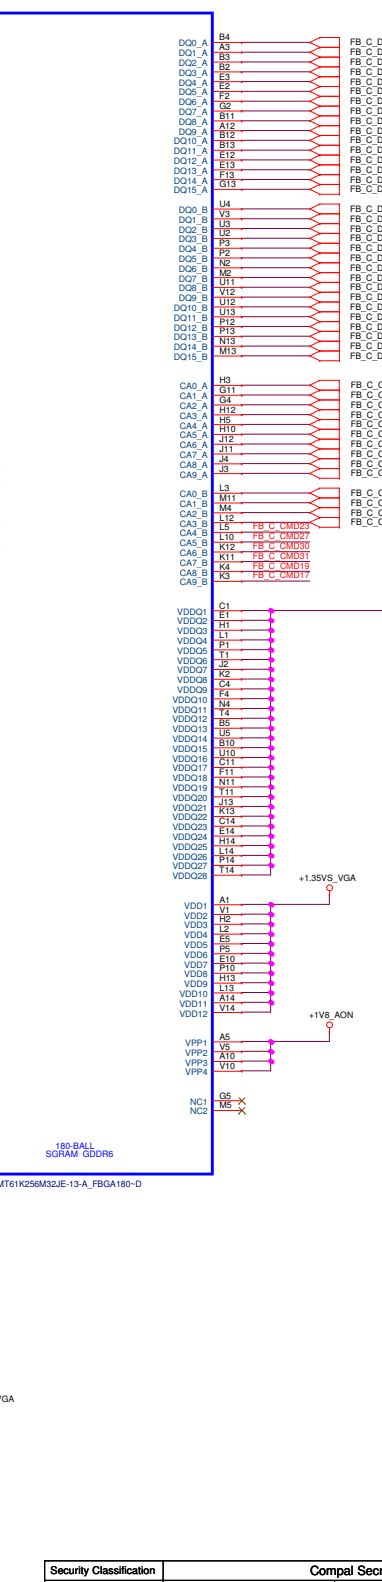 DQ0_A B4 FB_C_D
DQ1_A A3 FB_C_D
DQ2_A B3 FB_C_D
DQ3_A B2 FB_C_D
DQ4_A E3 FB_C_D
DQ5_A E2 FB_C_D
DQ6_A F2 FB_C_D
DQ7_A G2 FB_C_D
DQ8_A B11 FB_C_D
DQ9_A A12 FB_C_D
DQ10_A B12 FB_C_D
DQ11_A B13 FB_C_D
DQ12_A E12 FB_C_D
DQ13_A E13 FB_C_D
DQ14_A F13 FB_C_D
DQ15_A G13 FB_C_D
DQ0_B U4 FB_C_D
DQ1_B V3 FB_C_D
DQ2_B U3 FB_C_D
DQ3_B U2 FB_C_D
DQ4_B P3 FB_C_D
DQ5_B P2 FB_C_D
DQ6_B N2 FB_C_D
DQ7_B M2 FB_C_D
DQ8_B U11 FB_C_D
DQ9_B V12 FB_C_D
DQ10_B U12 FB_C_D
DQ11_B U13 FB_C_D
DQ12_B P12 FB_C_D
DQ13_B P13 FB_C_D
DQ14_B N13 FB_C_D
DQ15_B M13 FB_C_D
CA0_A H3 FB_C_C
CA1_A G11 FB_C_C
CA2_A G4 FB_C_C
CA3_A H12 FB_C_C
CA4_A H5 FB_C_C
CA5_A H10 FB_C_C
CA6_A J12 FB_C_C
CA7_A J11 FB_C_C
CA8_A J4 FB_C_C
CA9_A J3 FB_C_C
CA0_B L3 FB_C_C
CA1_B M11 FB_C_C
CA2_B M4 FB_C_C
CA3_B L12 FB_C_C
CA4_B L5 FB_C_CMD23
CA5_B L10 FB_C_CMD27
CA6_B K12 FB_C_CMD30
CA7_B K11 FB_C_CMD31
CA8_B K4 FB_C_CMD19
CA9_B K3 FB_C_CMD17
VDDQ1 C1
VDDQ2 E1
VDDQ3 H1
VDDQ4 L1
VDDQ5 P1
VDDQ6 T1
VDDQ7 J2
VDDQ8 K2
VDDQ9 C4
VDDQ10 F4
VDDQ11 N4
VDDQ12 T4
VDDQ13 B5
VDDQ14 U5
VDDQ15 B10
VDDQ16 U10
VDDQ17 C11
VDDQ18 F11
VDDQ19 N11
VDDQ20 T11
VDDQ21 J13
VDDQ22 K13
VDDQ23 C14
VDDQ24 E14
VDDQ25 H14
VDDQ26 L14
VDDQ27 P14
VDDQ28 T14
+1.35VS_VGA
VDD1 A1
VDD2 V1
VDD3 H2
VDD4 L2
VDD5 E5
VDD6 P5
VDD7 E10
VDD8 P10
VDD9 H13
VDD10 L13
VDD11 A14
VDD12 V14
+1V8_AON
VPP1 A5
VPP2 V5
VPP3 A10
VPP4 V10
NC1 G5
NC2 M5
180-BALL
SGRAM GDDR6
MT61K256M32JE-13-A_FBGA180~D
VGA
Security Classification Compal Secr